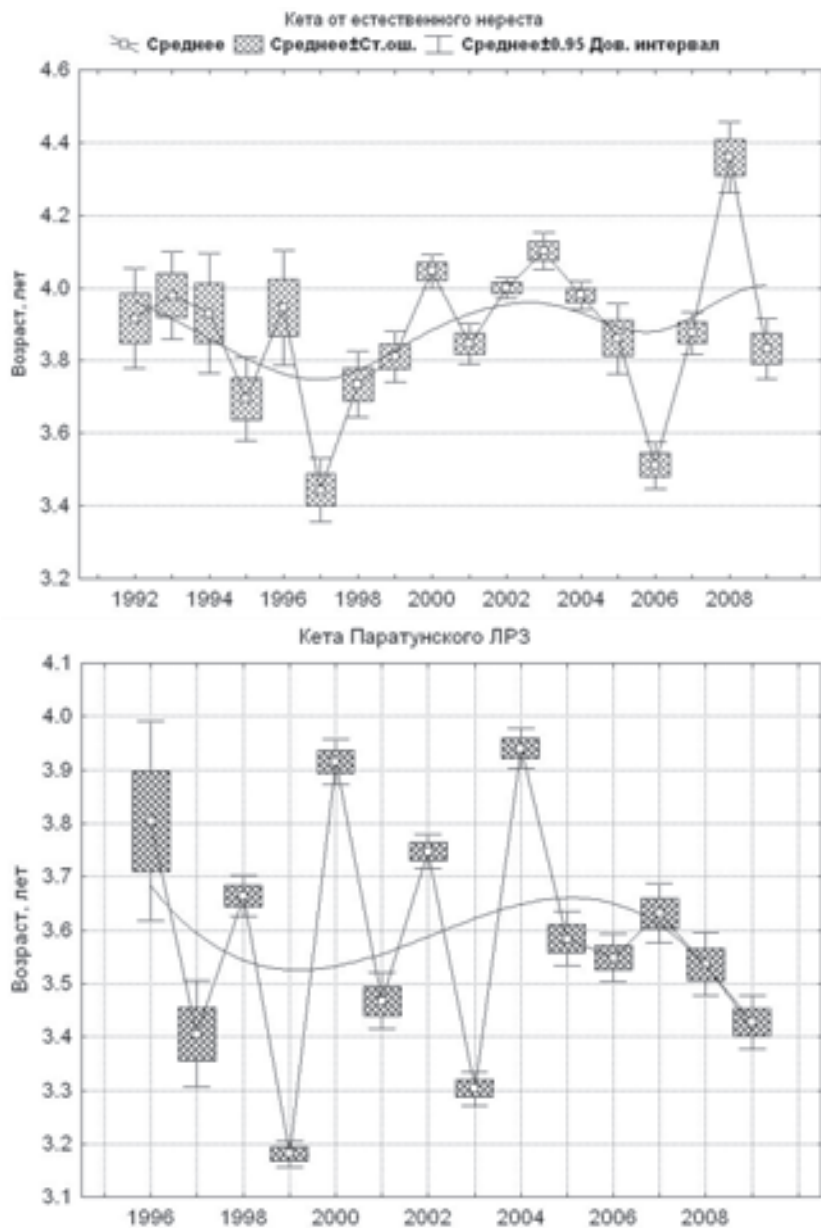 Кета от естественного нереста
Среднее Среднее±Ст.ош. Среднее±0.95 Дов. интервал
4.6
4.4
4.2
4.0
3.8
3.6
3.4
3.2
Возраст, лет
1992 1994 1996 1998 2000 2002 2004 2006 2008
Кета Паратунского ЛРЗ
4.1
4.0
3.9
3.8
3.7
3.6
3.5
3.4
3.3
3.2
3.1
Возраст, лет
1996 1998 2000 2002 2004 2006 2008